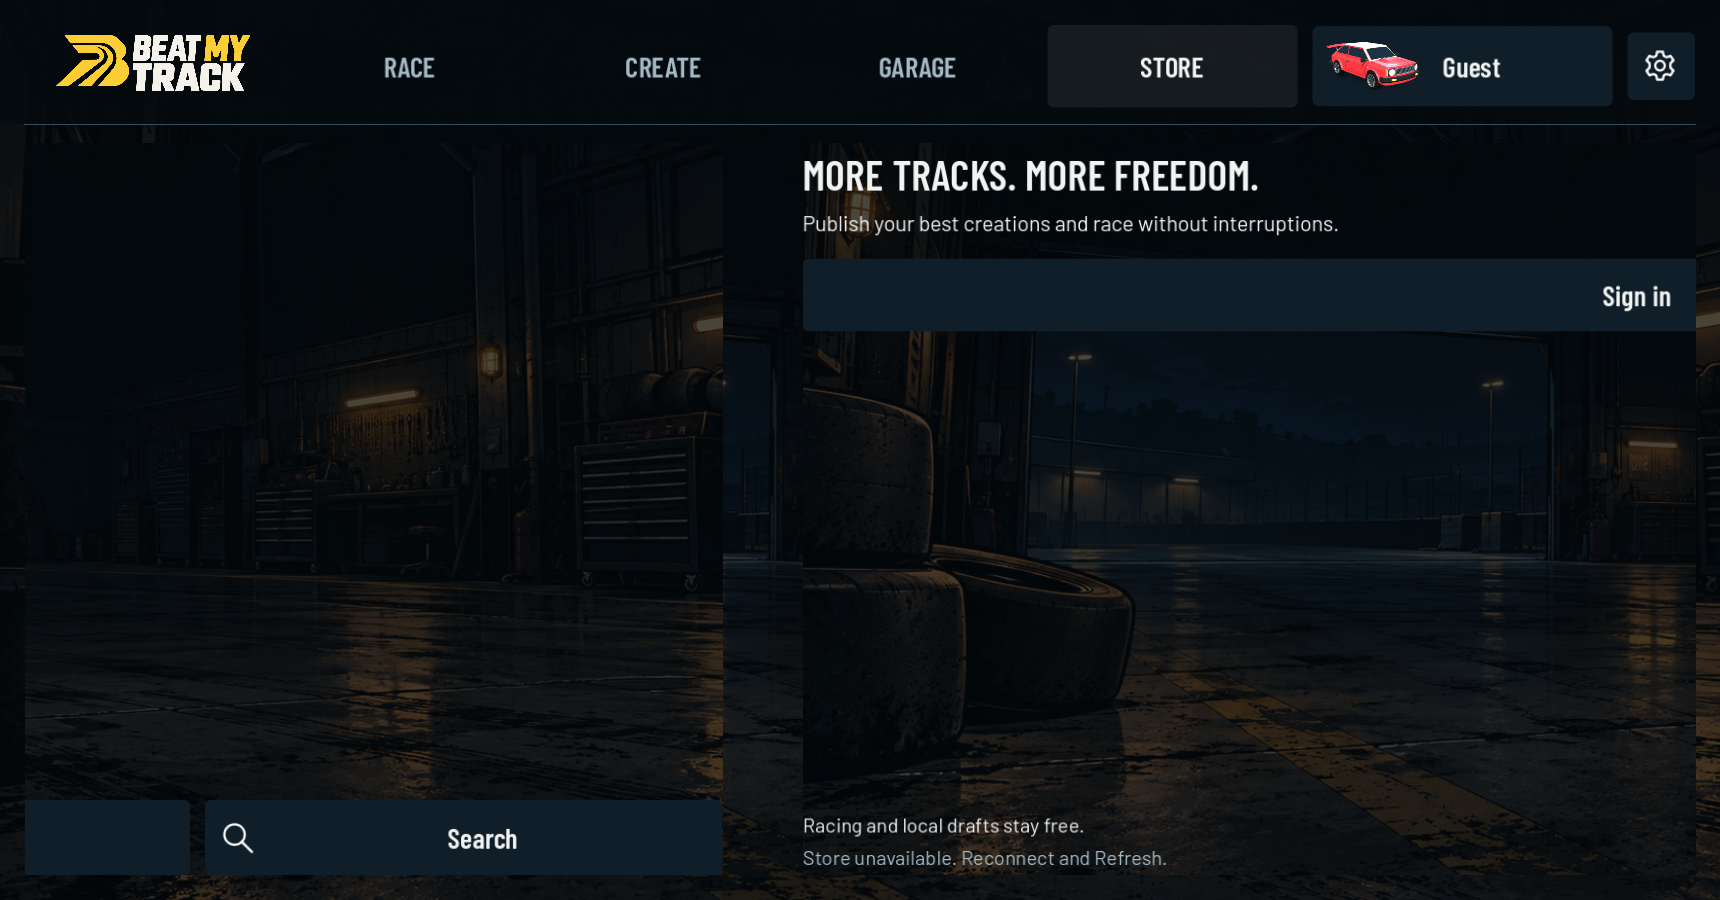 BEAT MY
TRACK
RACE
CREATE
GARAGE
STORE
Guest
MORE TRACKS. MORE FREEDOM.
Publish your best creations and race without interruptions.
Sign in
Search
Racing and local drafts stay free.
Store unavailable. Reconnect and Refresh.